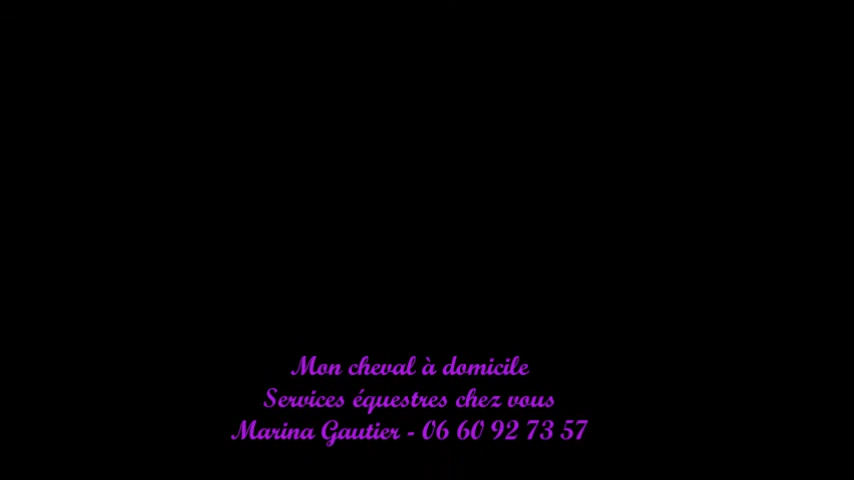 Mon cheval à domicile
Services équestres chez vous
Marina Gautier - 06 60 92 73 57